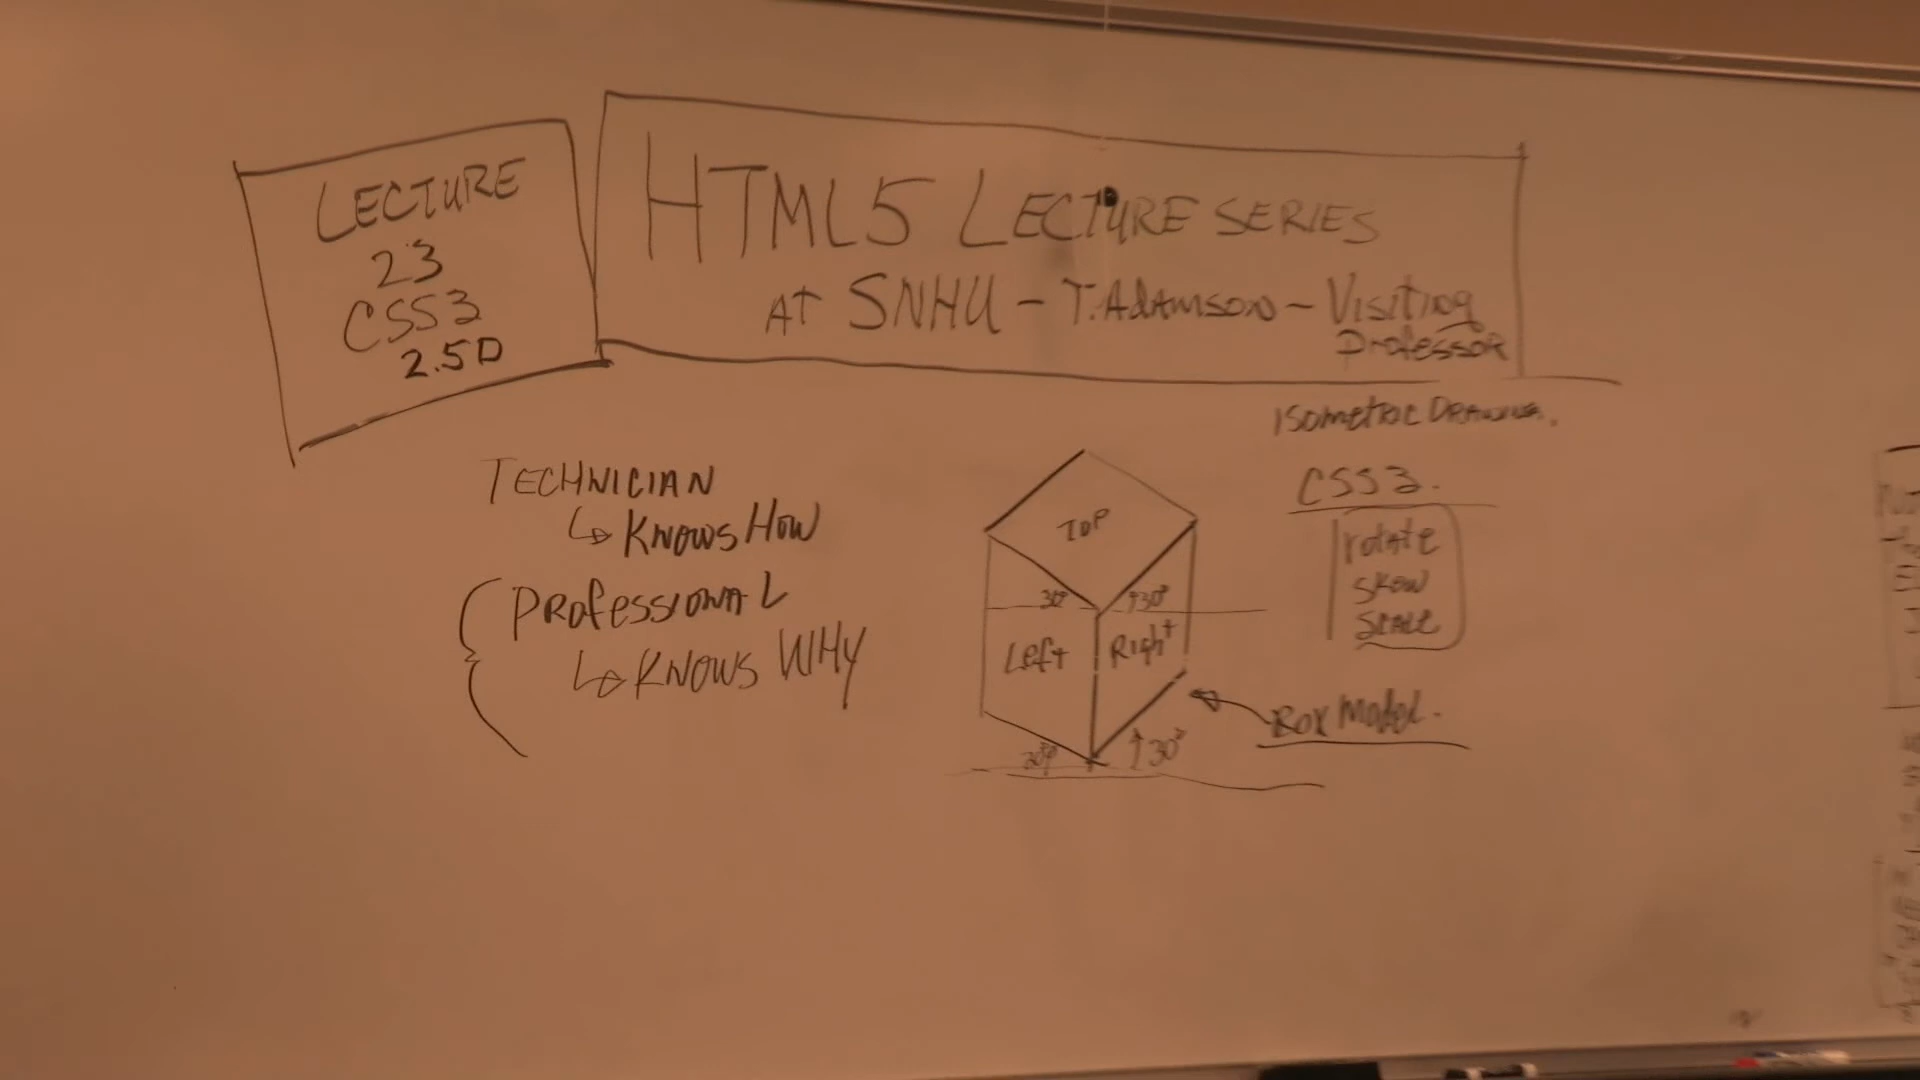 LECTURE
23
CSS3
2.5D
HTML5 LECTURE SERIES
AT SNHU - T. ADAMSON - VISITING
PROFESSOR
ISOMETRIC DRAWING.
TECHNICIAN
↳ KNOWS HOW
PROFESSIONAL
↳ KNOWS WHY
TOP
30° 30°
Left Right
30° 30°
CSS3.
rotate
skew
scale
BOX MODEL.